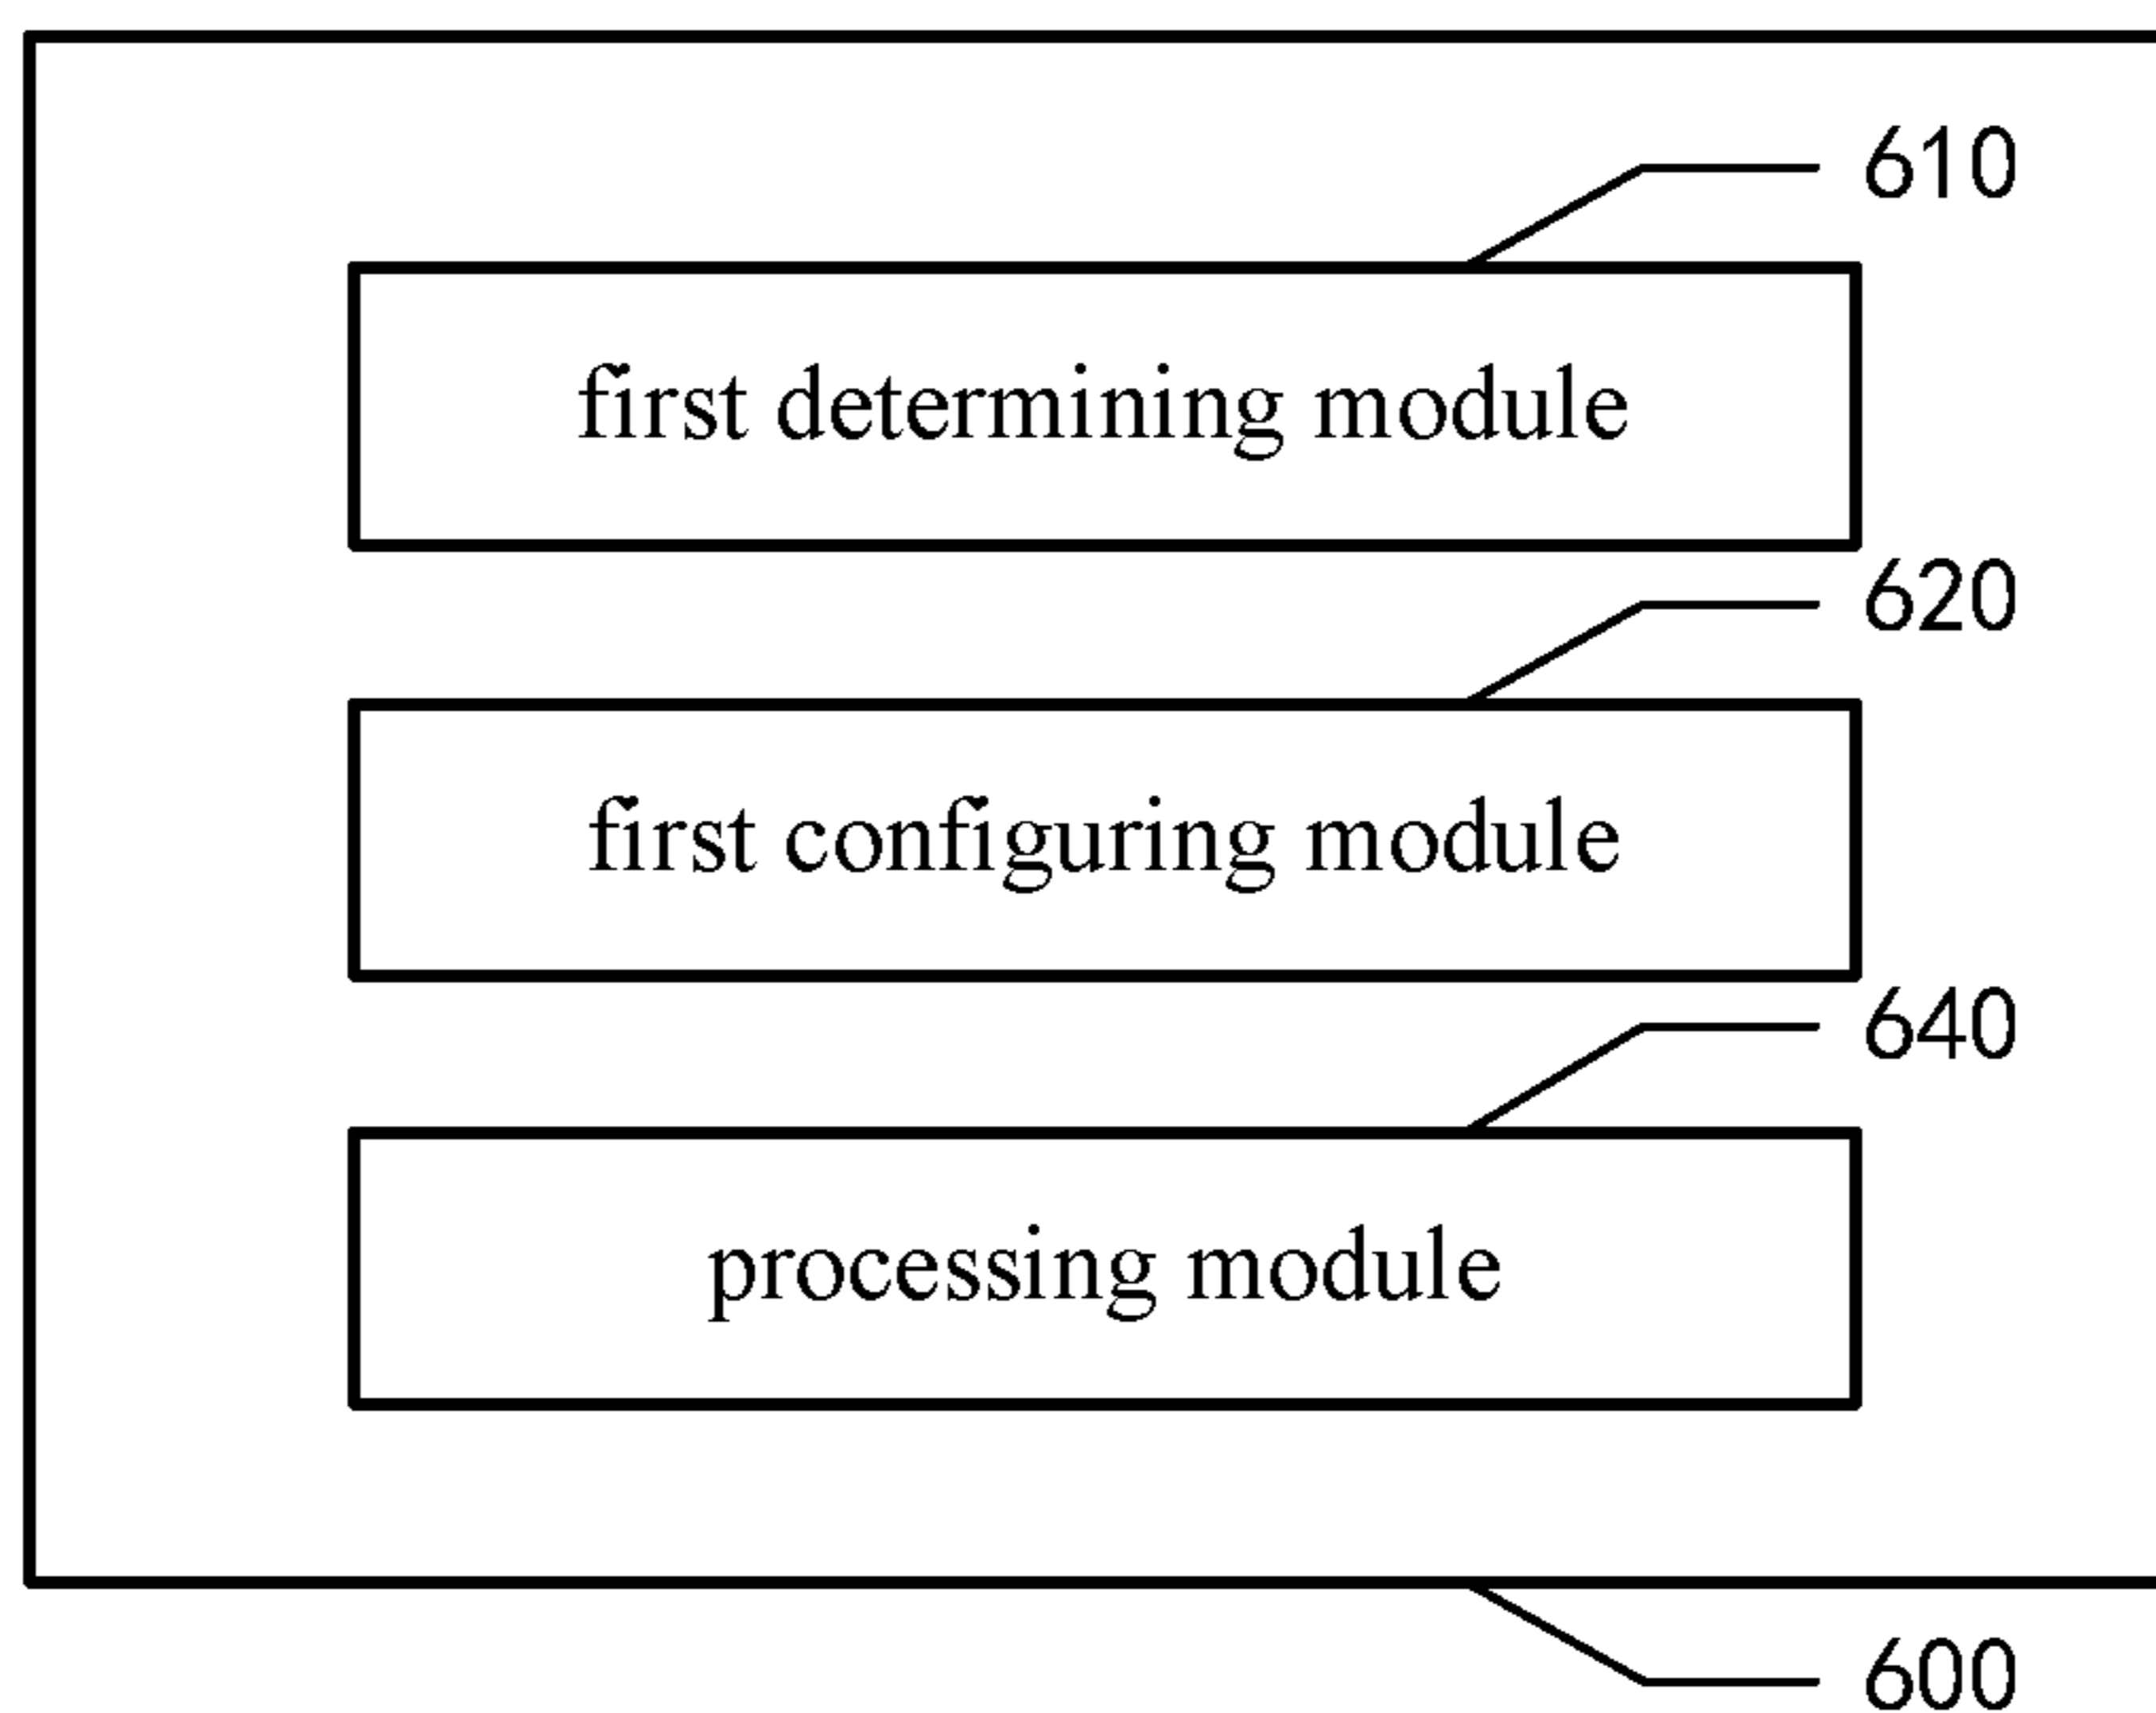 610
first determining module
620
first configuring module
640
processing module
600